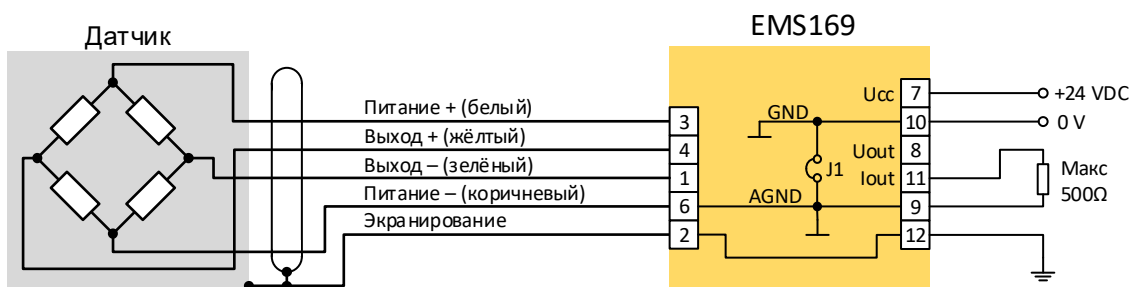 Датчик
EMS169
Питание + (белый)
Выход + (жёлтый)
Выход – (зелёный)
Питание – (коричневый)
Экранирование
3
4
1
6
2
GND
J1
AGND
Ucc
Uout
Iout
7
10
8
11
9
12
+24 VDC
0 V
Макс
500Ω